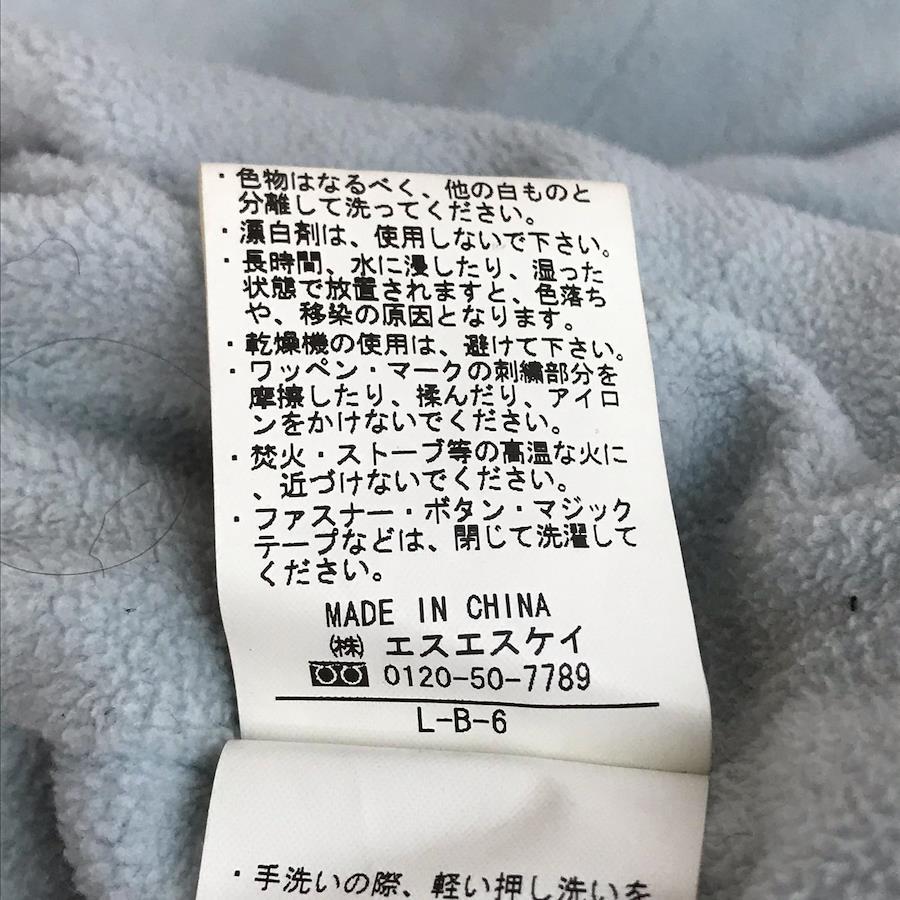 ・色物はなるべく、他の白ものと
分離して洗ってください。
・漂白剤は、使用しないで下さい。
・長時間、水に浸したり、湿った
状態で放置されますと、色落ち
や、移染の原因となります。
・乾燥機の使用は、避けて下さい。
・ワッペン・マークの刺繍部分を
摩擦したり、揉んだり、アイロ
ンをかけないでください。
・焚火・ストーブ等の高温な火に
、近づけないでください。
・ファスナー・ボタン・マジック
テープなどは、閉じて洗濯して
ください。
MADE IN CHINA
㈱ エスエスケイ
0120-50-7789
L-B-6
・手洗いの際、軽い押し洗いを